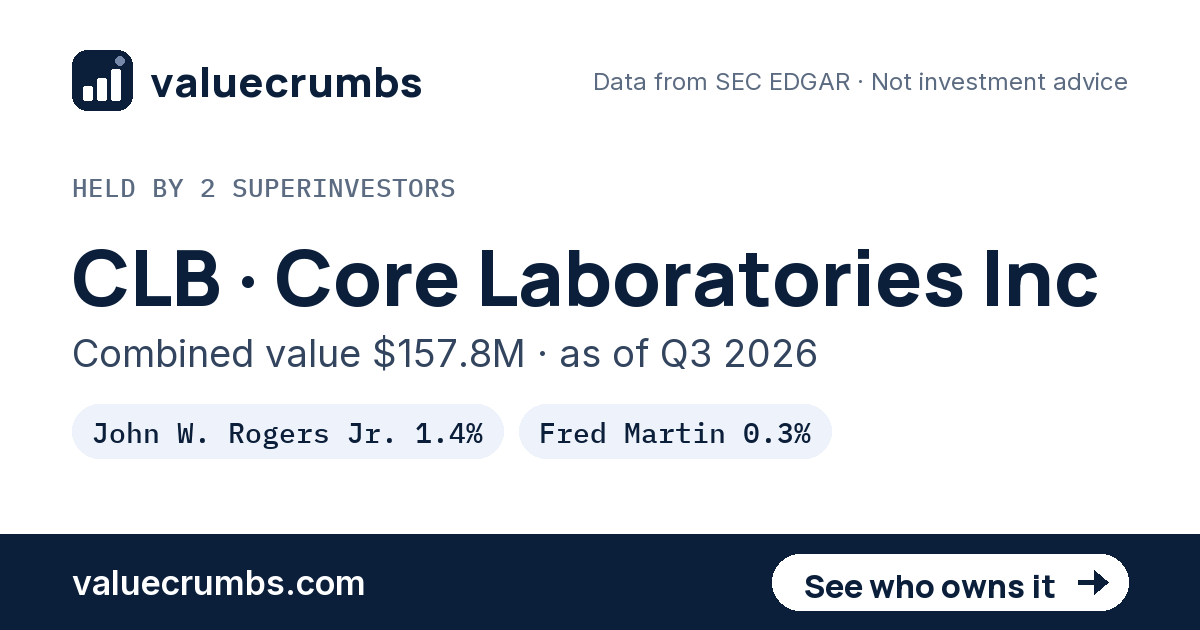 valuecrumbs
Data from SEC EDGAR · Not investment advice
HELD BY 2 SUPERINVESTORS
CLB · Core Laboratories Inc
Combined value $157.8M · as of Q3 2026
John W. Rogers Jr. 1.4%
Fred Martin 0.3%
valuecrumbs.com
See who owns it →